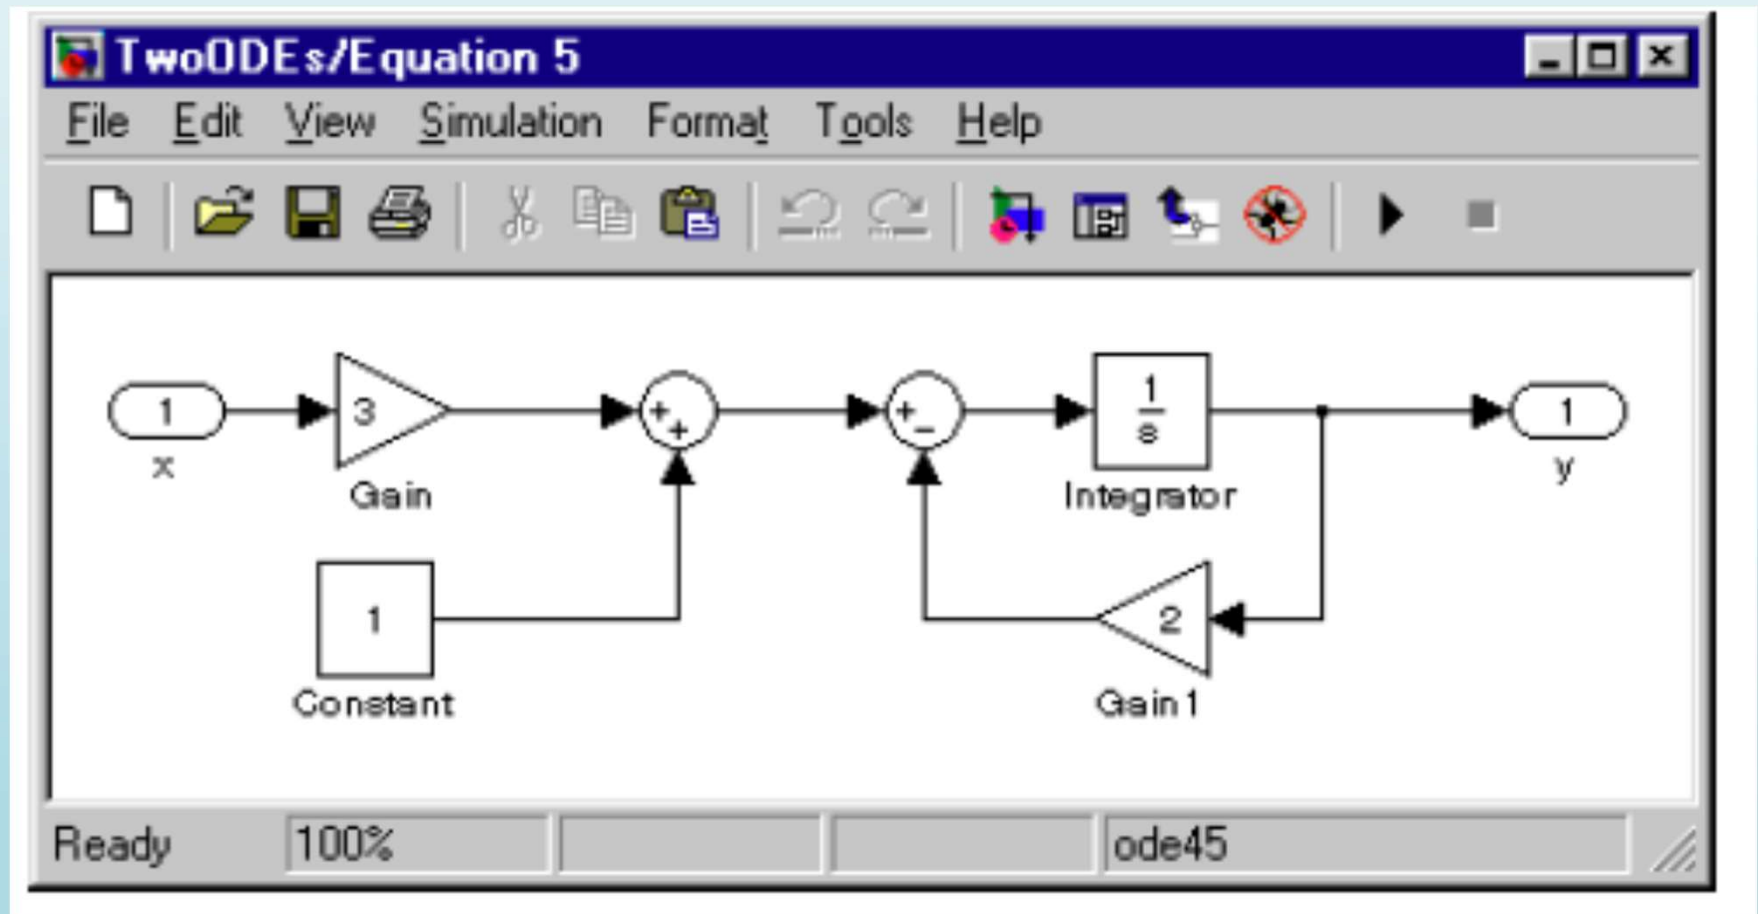 TwoODEs/Equation 5
File Edit View Simulation Format Tools Help
1 3 + + + − 1/s 1
x Gain Integrator y
1 2
Constant Gain1
Ready 100% ode45